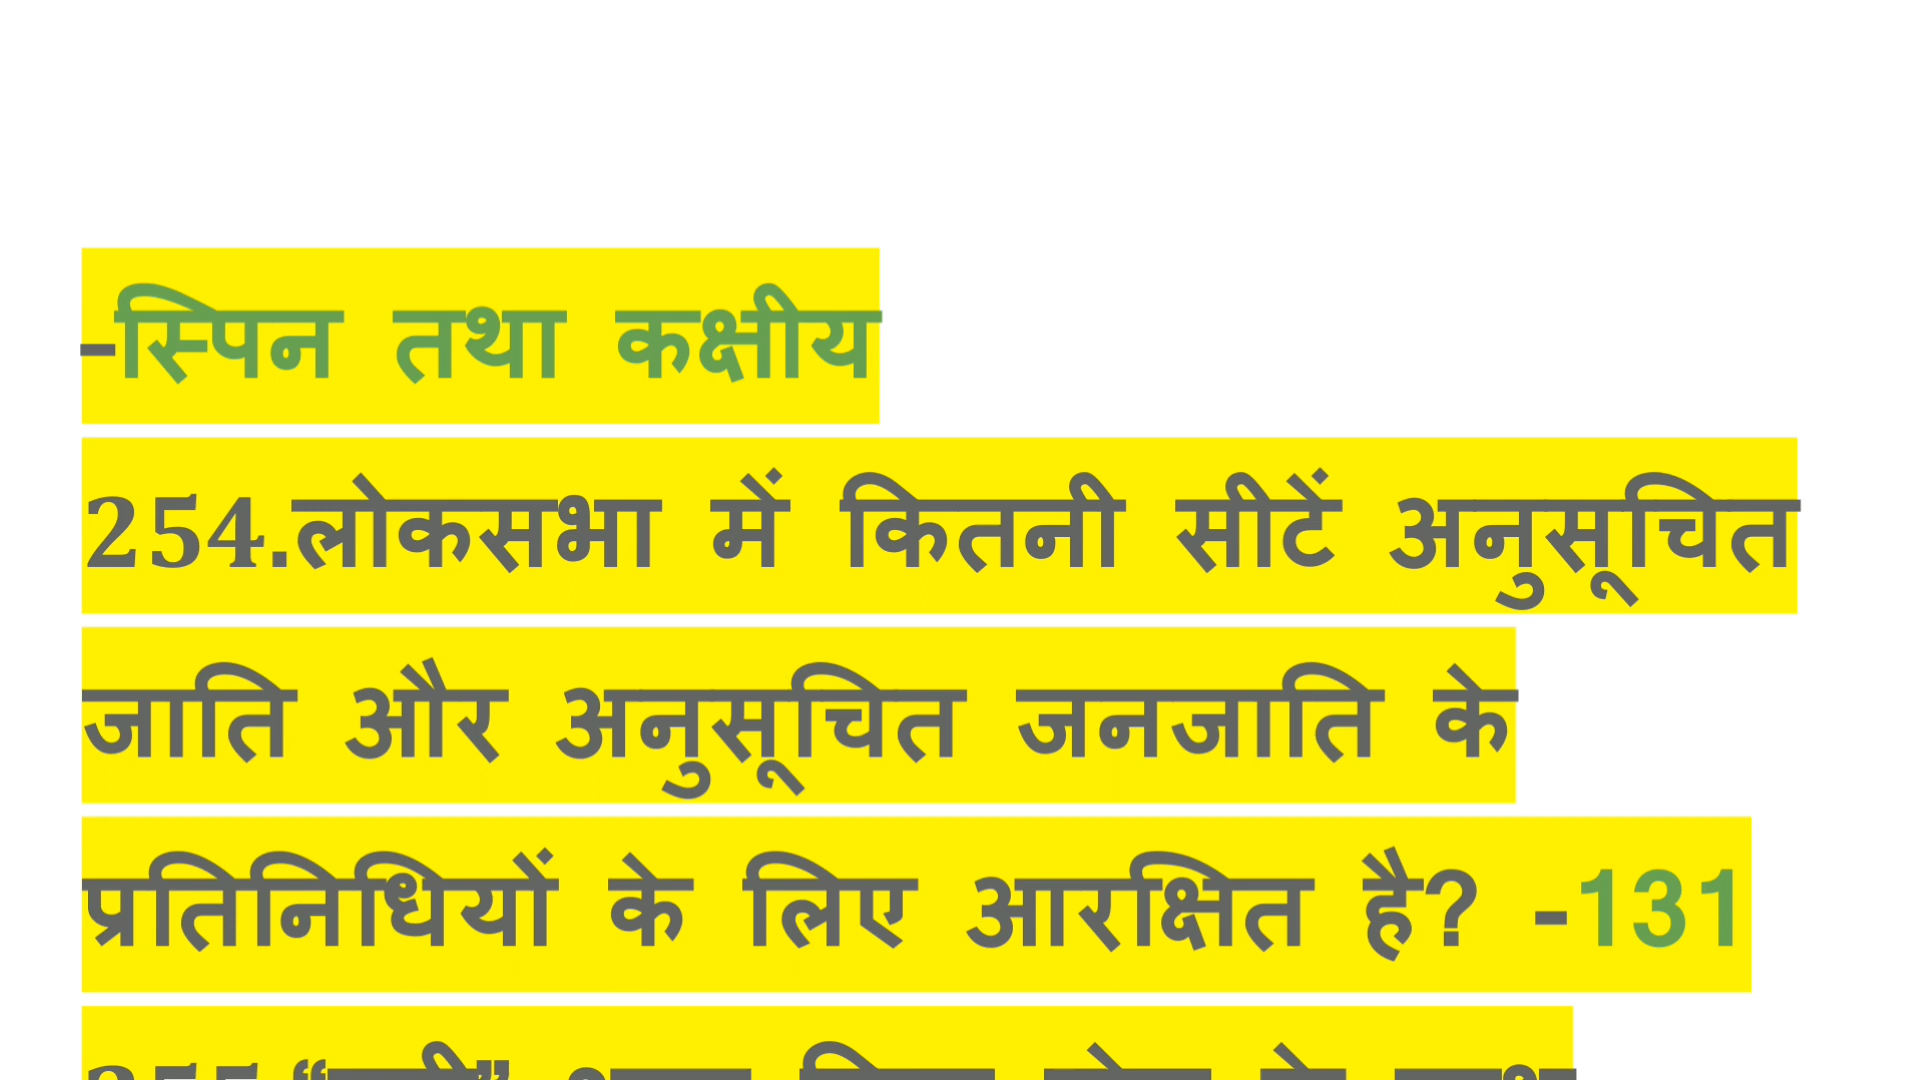 -स्पिन तथा कक्षीय
254.लोकसभा में कितनी सीटें अनुसूचित
जाति और अनुसूचित जनजाति के
प्रतिनिधियों के लिए आरक्षित है? -131